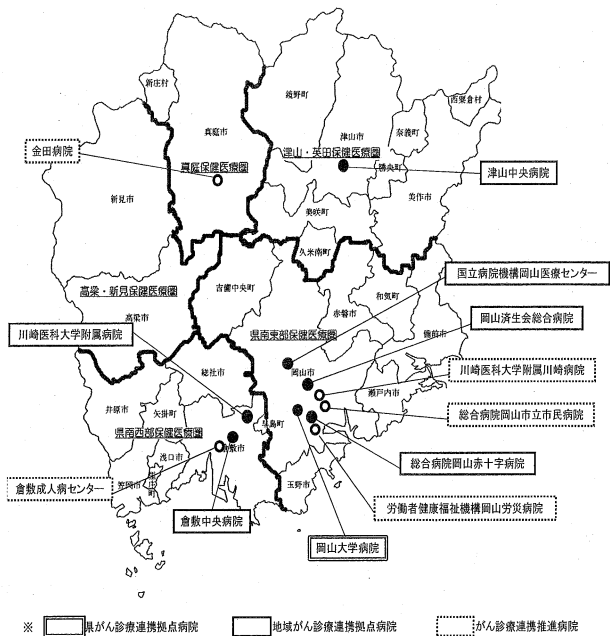 新庄村
鏡野町
西粟倉村
真庭市
津山市
奈義町
金田病院
津山・英田保健医療圏
真庭保健医療圏
勝央町
津山中央病院
新見市
美作市
美咲町
久米南町
国立病院機構岡山医療センター
高梁・新見保健医療圏
吉備中央町
和気町
赤磐市
高梁市
県南東部保健医療圏
備前市
岡山済生会総合病院
川崎医科大学附属病院
総社市
岡山市
川崎医科大学附属川崎病院
瀬戸内市
井原市
矢掛町
総合病院岡山市立市民病院
早島町
県南西部保健医療圏
倉敷市
浅口市
総合病院岡山赤十字病院
倉敷成人病センター
笠岡市
里庄町
玉野市
労働者健康福祉機構岡山労災病院
倉敷中央病院
岡山大学病院
※ 県がん診療連携拠点病院 地域がん診療連携拠点病院 がん診療連携推進病院